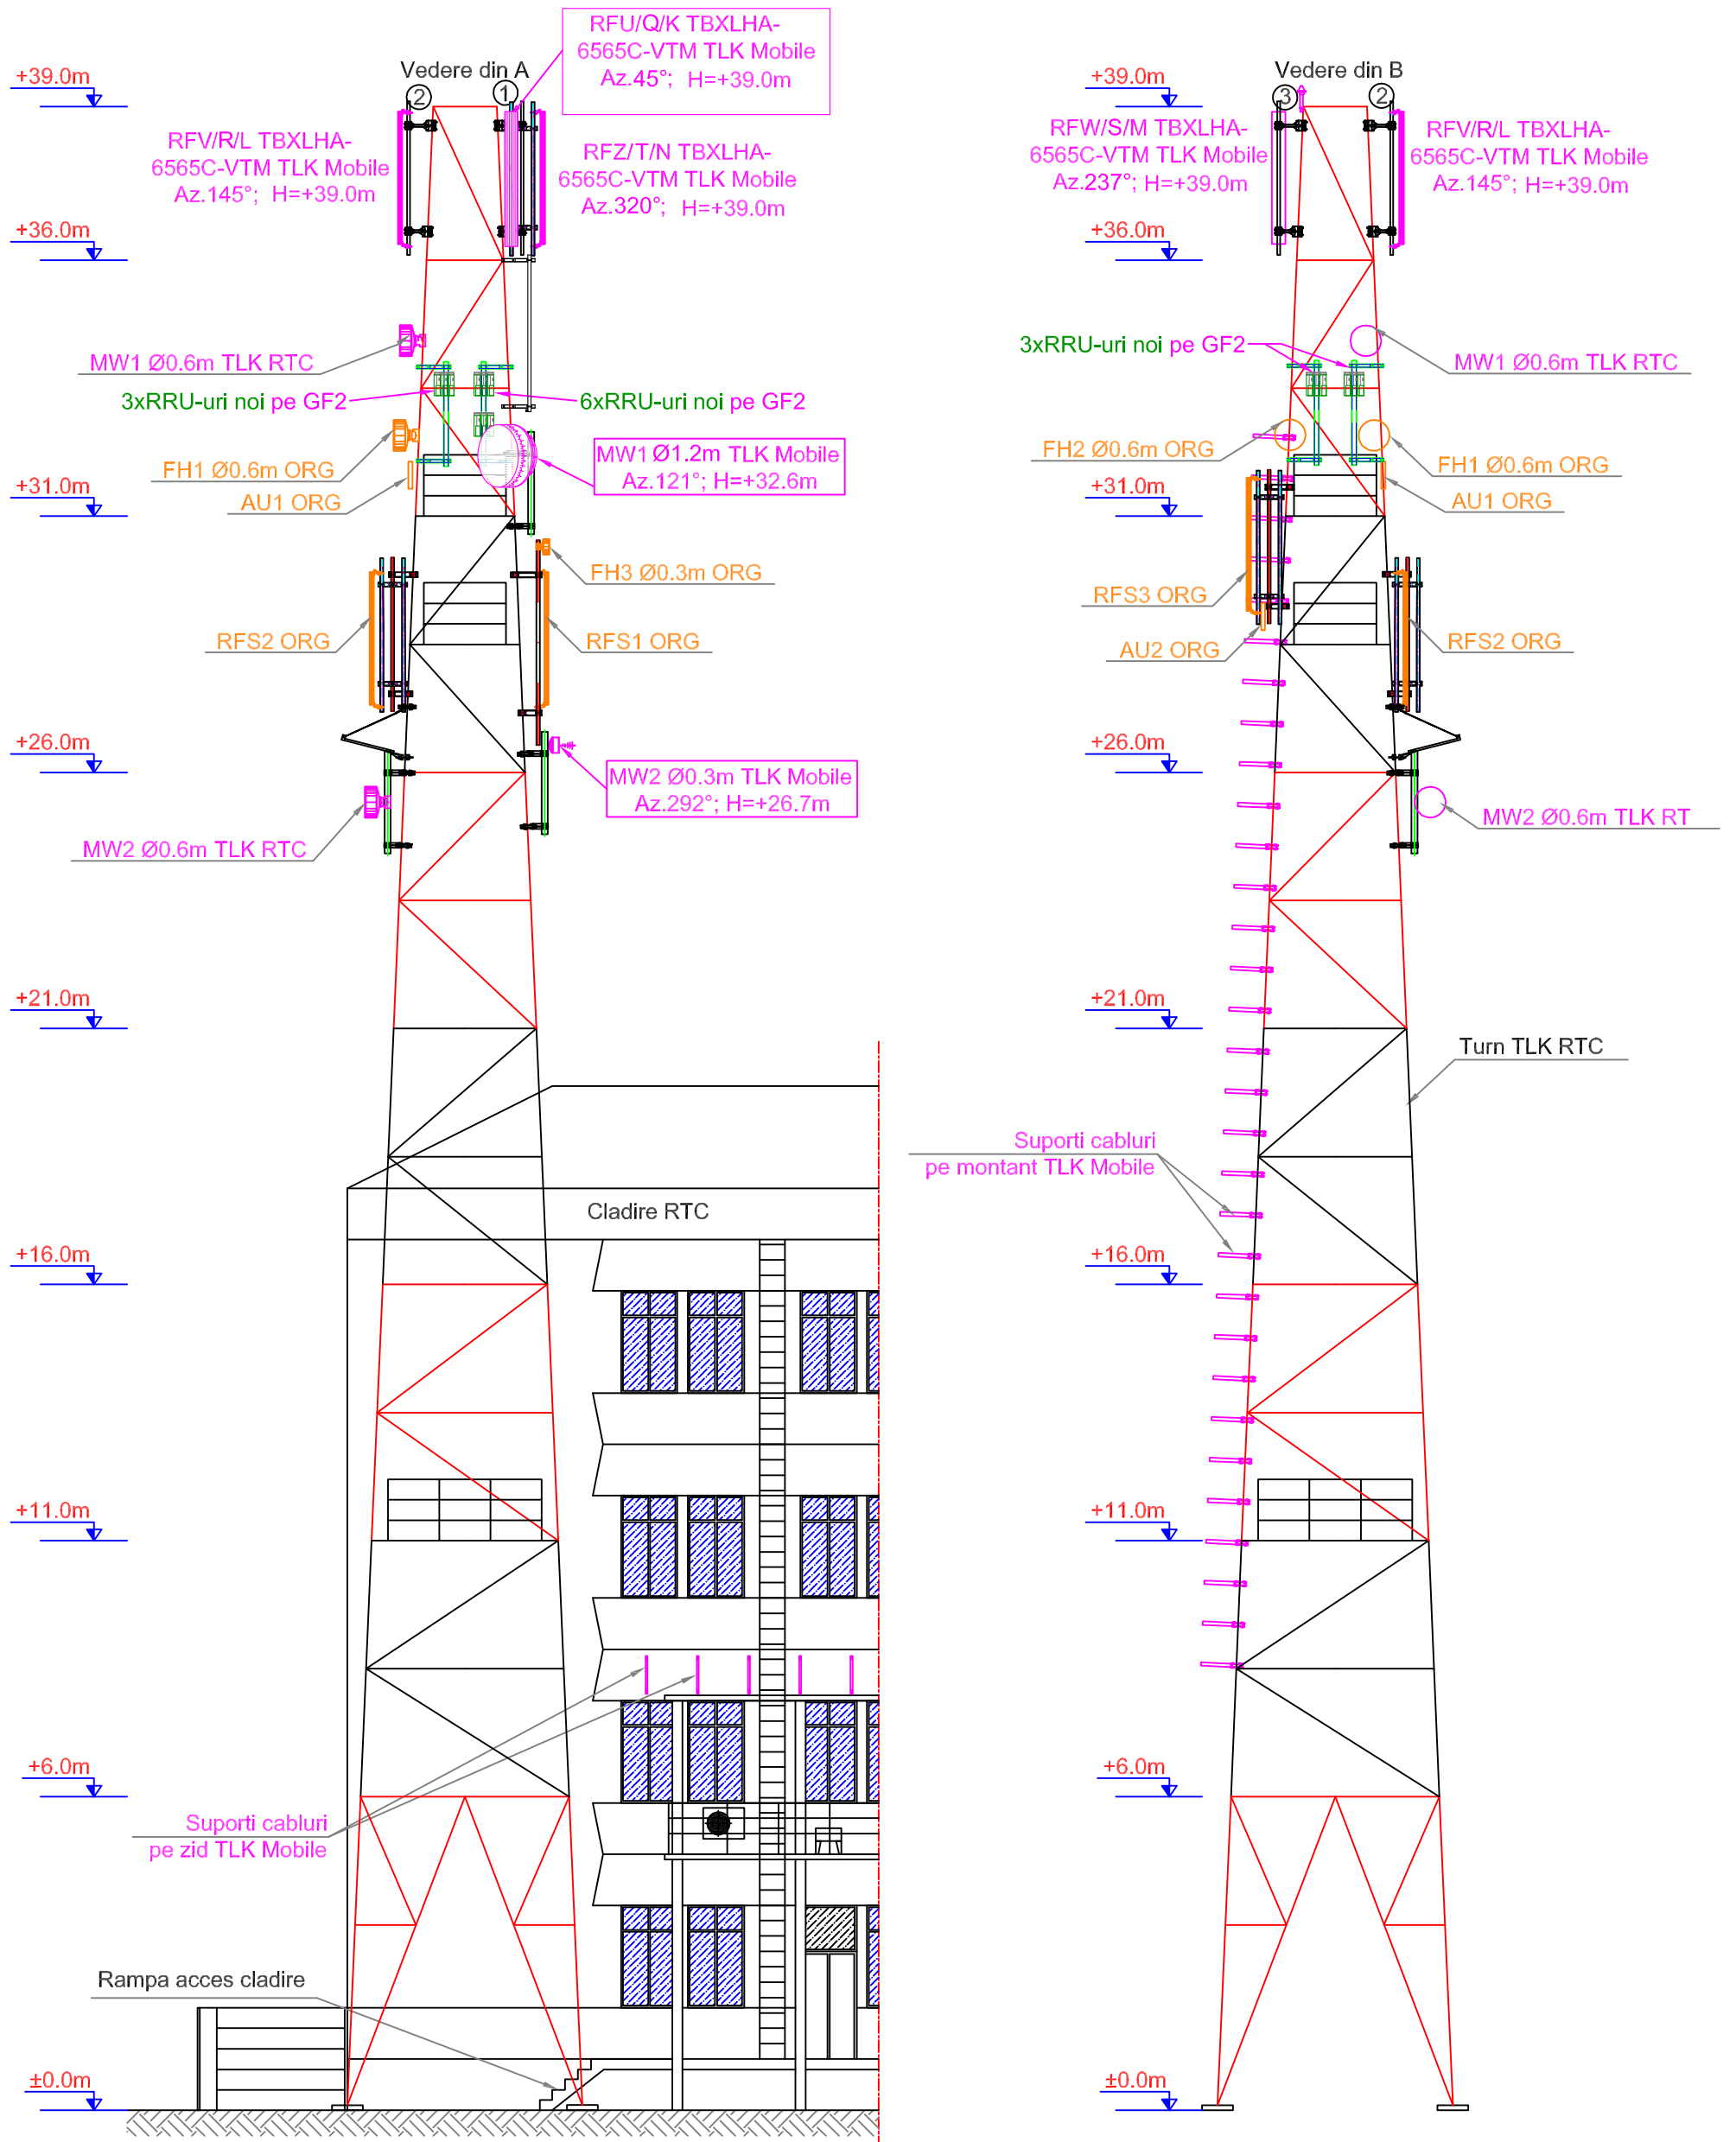 RFU/Q/K TBXLHA-
6565C-VTM TLK Mobile
Az.45°; H=+39.0m
Vedere din A
2
1
+39.0m
RFV/R/L TBXLHA-
6565C-VTM TLK Mobile
Az.145°; H=+39.0m
RFZ/T/N TBXLHA-
6565C-VTM TLK Mobile
Az.320°; H=+39.0m
+36.0m
MW1 Ø0.6m TLK RTC
3xRRU-uri noi pe GF2
6xRRU-uri noi pe GF2
FH1 Ø0.6m ORG
MW1 Ø1.2m TLK Mobile
Az.121°; H=+32.6m
AU1 ORG
+31.0m
FH3 Ø0.3m ORG
RFS2 ORG
RFS1 ORG
+26.0m
MW2 Ø0.3m TLK Mobile
Az.292°; H=+26.7m
MW2 Ø0.6m TLK RTC
+21.0m
Cladire RTC
+16.0m
+11.0m
+6.0m
Suporti cabluri
pe zid TLK Mobile
Rampa acces cladire
±0.0m
Vedere din B
3
2
+39.0m
RFW/S/M TBXLHA-
6565C-VTM TLK Mobile
Az.237°; H=+39.0m
RFV/R/L TBXLHA-
6565C-VTM TLK Mobile
Az.145°; H=+39.0m
+36.0m
3xRRU-uri noi pe GF2
MW1 Ø0.6m TLK RTC
FH2 Ø0.6m ORG
FH1 Ø0.6m ORG
+31.0m
AU1 ORG
RFS3 ORG
AU2 ORG
RFS2 ORG
+26.0m
MW2 Ø0.6m TLK RT
+21.0m
Turn TLK RTC
Suporti cabluri
pe montant TLK Mobile
+16.0m
+11.0m
+6.0m
±0.0m